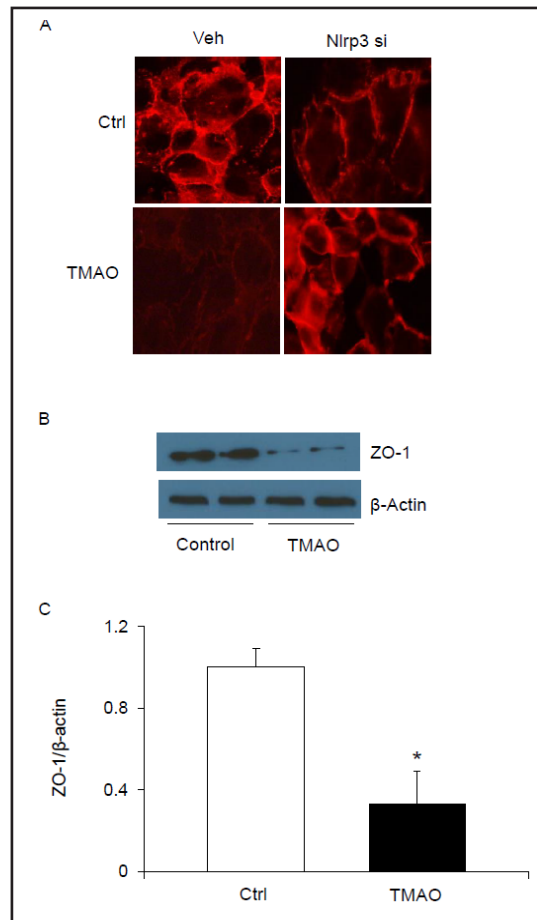 A
Veh Nlrp3 si
Ctrl
TMAO
B
ZO-1
β-Actin
Control TMAO
C
1.2
0.8
0.4
0
ZO-1/β-actin
*
Ctrl TMAO